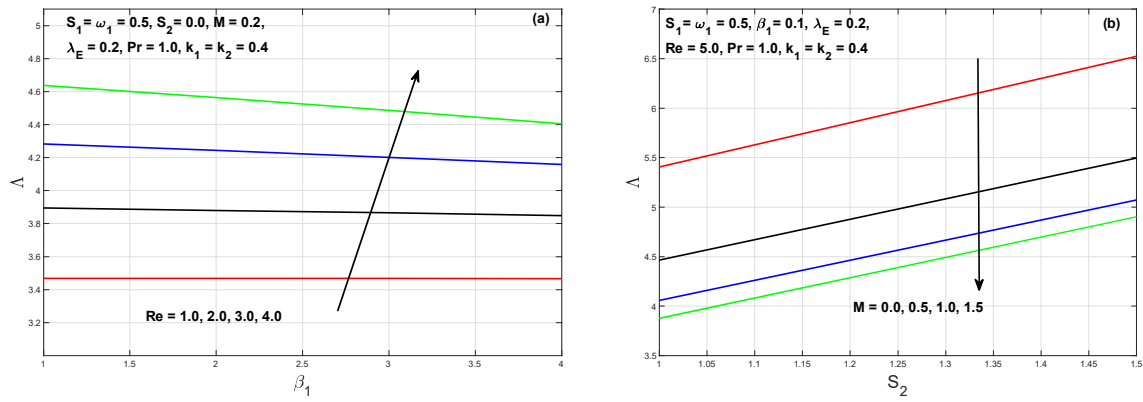 (a)
S₁= ω₁ = 0.5, S₂= 0.0, M = 0.2,
λ_E = 0.2, Pr = 1.0, k₁ = k₂ = 0.4
5
4.8
4.6
4.4
4.2
4
3.8
3.6
3.4
3.2
Λ
Re = 1.0, 2.0, 3.0, 4.0
1 1.5 2 2.5 3 3.5 4
β₁
(b)
S₁= ω₁ = 0.5, β₁= 0.1, λ_E = 0.2,
Re = 5.0, Pr = 1.0, k₁ = k₂ = 0.4
7
6.5
6
5.5
5
4.5
4
3.5
Λ
M = 0.0, 0.5, 1.0, 1.5
1 1.05 1.1 1.15 1.2 1.25 1.3 1.35 1.4 1.45 1.5
S₂